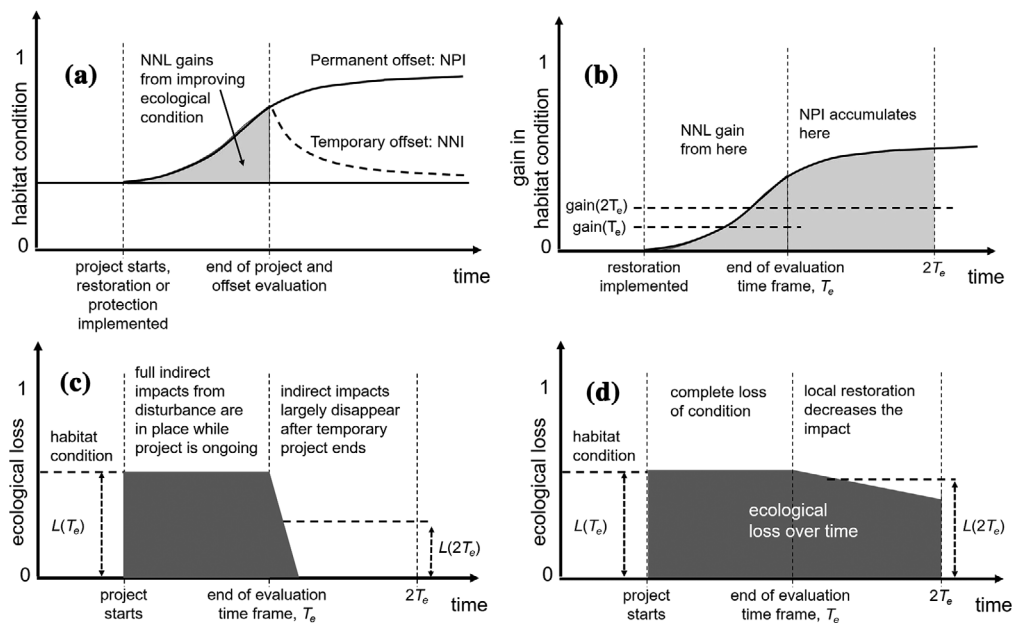 (a)
1
0
habitat condition
NNL gains
from improving
ecological
condition
Permanent offset: NPI
Temporary offset: NNI
project starts,
restoration or
protection
implemented
end of project and
offset evaluation
time
(b)
1
0
gain in
habitat condition
NNL gain
from here
NPI accumulates
here
gain(2Te)
gain(Te)
restoration
implemented
end of evaluation
time frame, Te
2Te
time
(c)
1
0
ecological loss
full indirect
impacts from
disturbance are
in place while
project is ongoing
indirect impacts
largely disappear
after temporary
project ends
habitat
condition
L(Te)
L(2Te)
project
starts
end of evaluation
time frame, Te
2Te
time
(d)
1
0
ecological loss
complete loss
of condition
local restoration
decreases the
impact
habitat
condition
L(Te)
ecological
loss over time
L(2Te)
project
starts
end of evaluation
time frame, Te
2Te
time